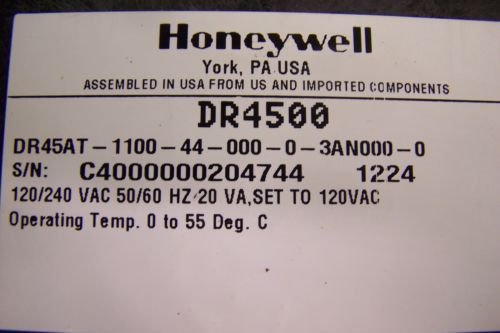 Honeywell
York, PA USA
ASSEMBLED IN USA FROM US AND IMPORTED COMPONENTS
DR4500
DR45AT-1100-44-000-0-3AN000-0
S/N: C4000000204744 1224
120/240 VAC 50/60 HZ 20 VA,SET TO 120VAC
Operating Temp. 0 to 55 Deg. C